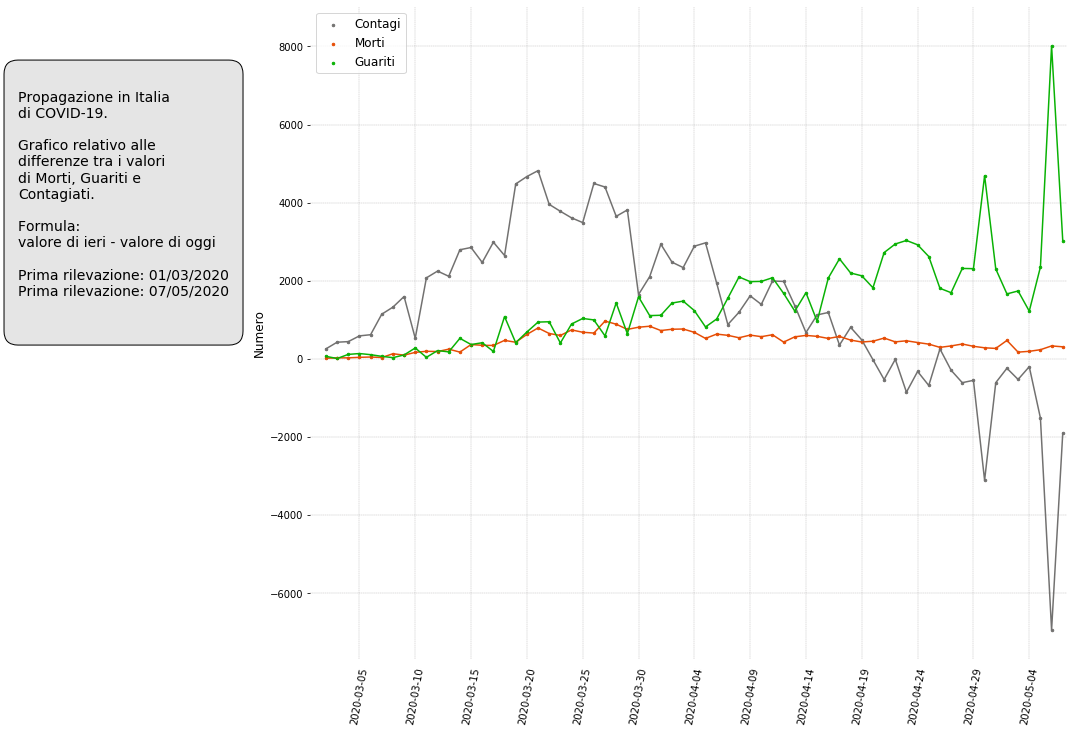 Propagazione in Italia
di COVID-19.
Grafico relativo alle
differenze tra i valori
di Morti, Guariti e
Contagiati.
Formula:
valore di ieri - valore di oggi
Prima rilevazione: 01/03/2020
Prima rilevazione: 07/05/2020
Contagi
Morti
Guariti
Numero
8000
6000
4000
2000
0
−2000
−4000
−6000
2020-03-05
2020-03-10
2020-03-15
2020-03-20
2020-03-25
2020-03-30
2020-04-04
2020-04-09
2020-04-14
2020-04-19
2020-04-24
2020-04-29
2020-05-04